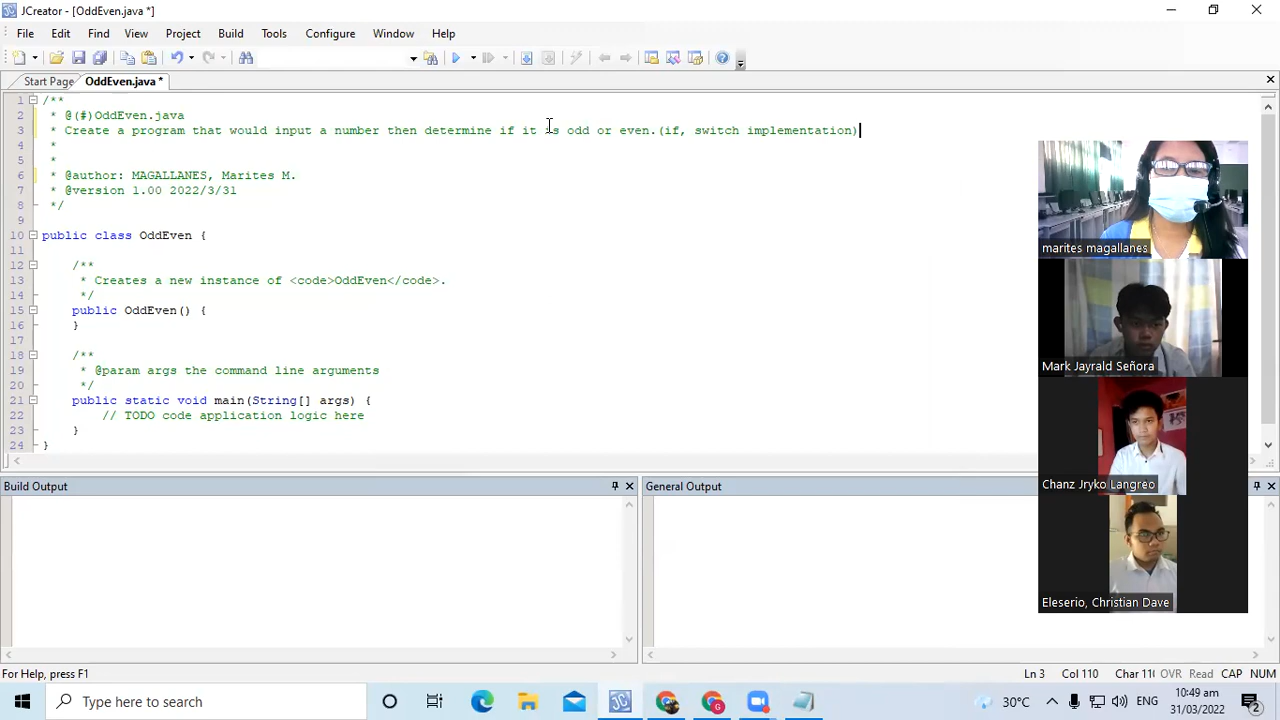 JCreator - [OddEven.java *]
File Edit Find View Project Build Tools Configure Window Help
Start Page OddEven.java *
1 /**
2 * @(#)OddEven.java
3 * Create a program that would input a number then determine if it is odd or even.(if, switch implementation)
4 *
5 *
6 * @author: MAGALLANES, Marites M.
7 * @version 1.00 2022/3/31
8 */
9
10 public class OddEven {
11
12 /**
13 * Creates a new instance of <code>OddEven</code>.
14 */
15 public OddEven() {
16 }
17
18 /**
19 * @param args the command line arguments
20 */
21 public static void main(String[] args) {
22 // TODO code application logic here
23 }
24 }
marites magallanes
Mark Jayrald Señora
Chanz Jryko Langreo
Eleserio, Christian Dave
Build Output
General Output
For Help, press F1
Ln 3 Col 110 Char 110 OVR Read CAP NUM
Type here to search
30°C
ENG
10:49 am
31/03/2022
2